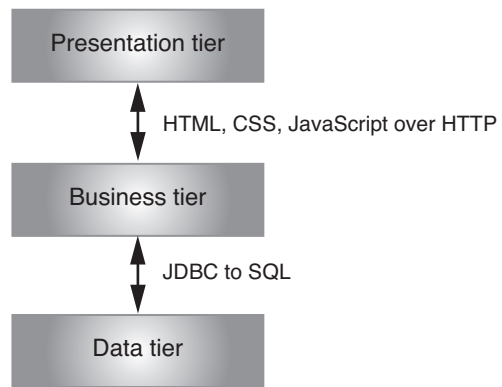 Presentation tier
HTML, CSS, JavaScript over HTTP
Business tier
JDBC to SQL
Data tier